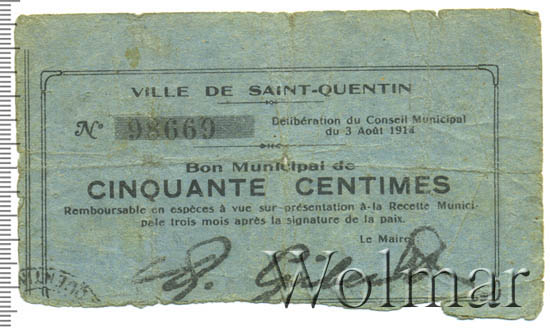 VILLE DE SAINT-QUENTIN
N° 98669
Délibération du Conseil Municipal
du 3 Août 1914
Bon Municipal de
CINQUANTE CENTIMES
Remboursable en espèces à vue sur présentation à la Recette Munici-
pale trois mois après la signature de la paix.
Le Maire
Wolmar